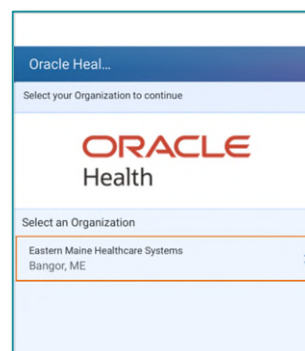 Oracle Heal...
Select your Organization to continue
ORACLE
Health
Select an Organization
Eastern Maine Healthcare Systems
Bangor, ME